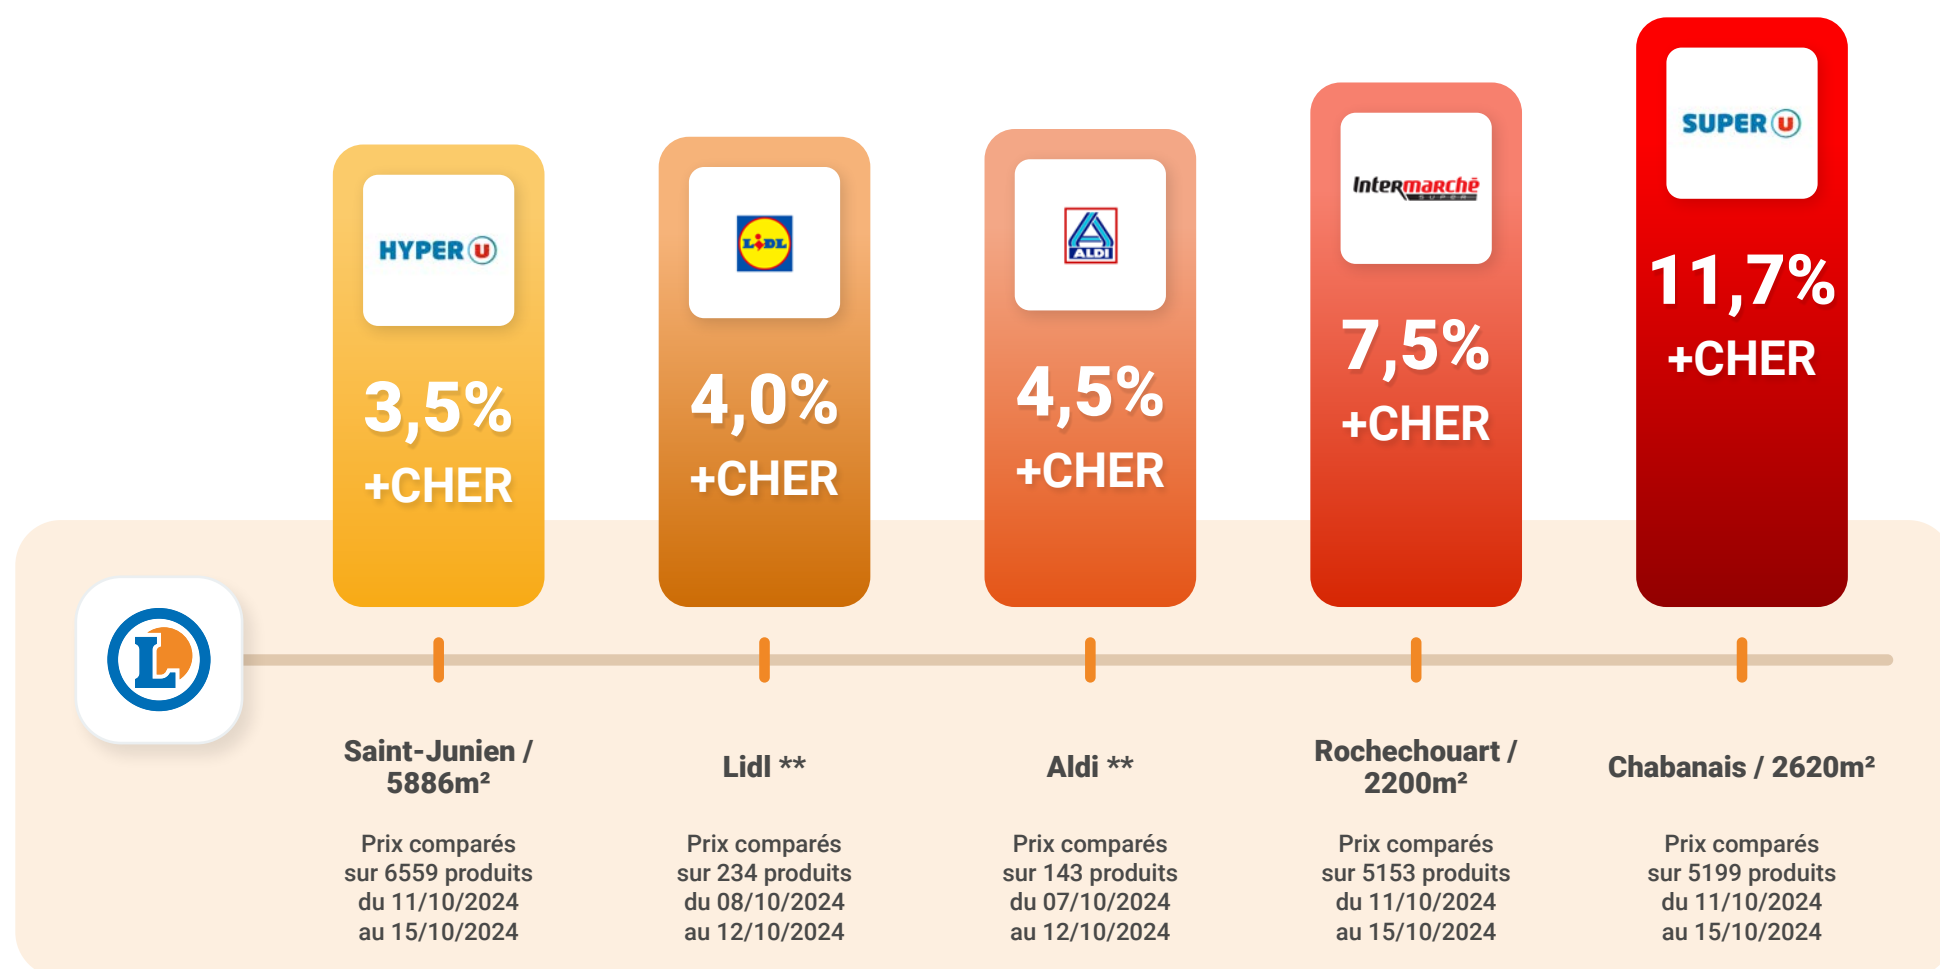 HYPER U
3,5%
+CHER
LIDL
4,0%
+CHER
ALDI
4,5%
+CHER
Intermarchē
SUPER
7,5%
+CHER
SUPER U
11,7%
+CHER
L
Saint-Junien /
5886m²
Prix comparés
sur 6559 produits
du 11/10/2024
au 15/10/2024
Lidl **
Prix comparés
sur 234 produits
du 08/10/2024
au 12/10/2024
Aldi **
Prix comparés
sur 143 produits
du 07/10/2024
au 12/10/2024
Rochechouart /
2200m²
Prix comparés
sur 5153 produits
du 11/10/2024
au 15/10/2024
Chabanais / 2620m²
Prix comparés
sur 5199 produits
du 11/10/2024
au 15/10/2024